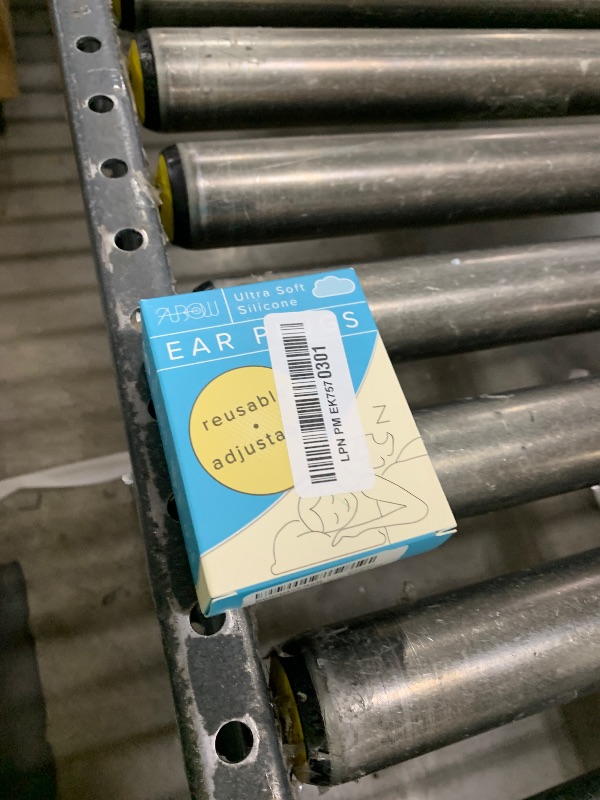 Ultra Soft
Silicone
EAR
reusabl
adjusta
LPN PM EK7570301